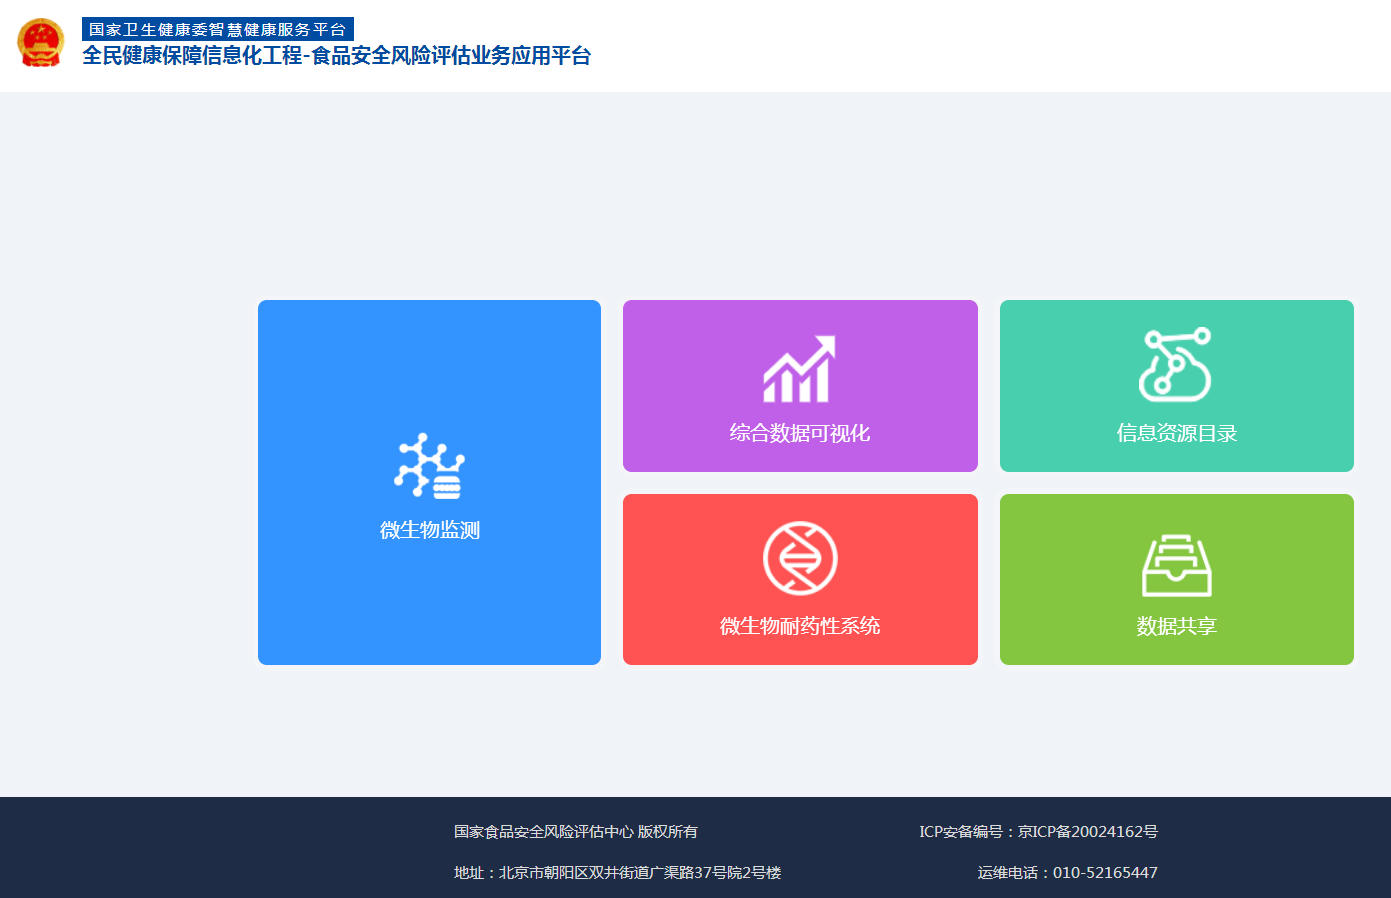 国家卫生健康委智慧健康服务平台
全民健康保障信息化工程-食品安全风险评估业务应用平台
综合数据可视化
信息资源目录
微生物监测
微生物耐药性系统
数据共享
国家食品安全风险评估中心 版权所有
ICP安备编号：京ICP备20024162号
地址：北京市朝阳区双井街道广渠路37号院2号楼
运维电话：010-52165447